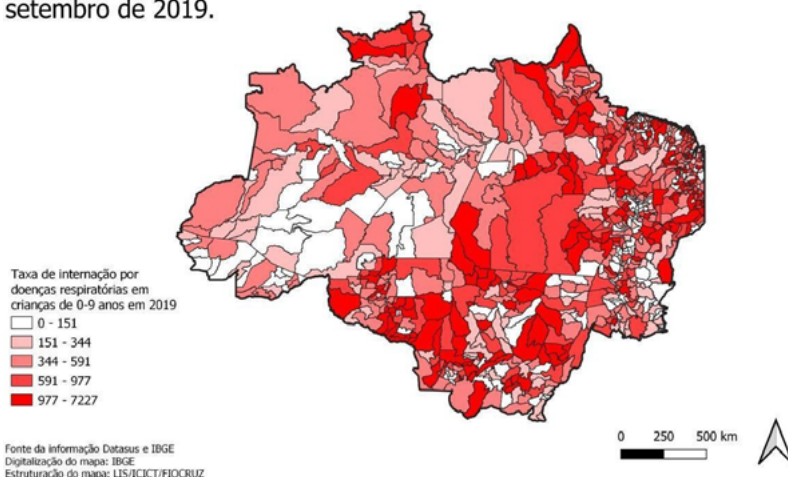 setembro de 2019.
Taxa de internação por
doenças respiratórias em
crianças de 0-9 anos em 2019
0 - 151
151 - 344
344 - 591
591 - 977
977 - 7227
0 250 500 km
Fonte da informação Datasus e IBGE
Digitalização do mapa: IBGE
Estruturação do mapa: LIS/ICICT/FIOCRUZ